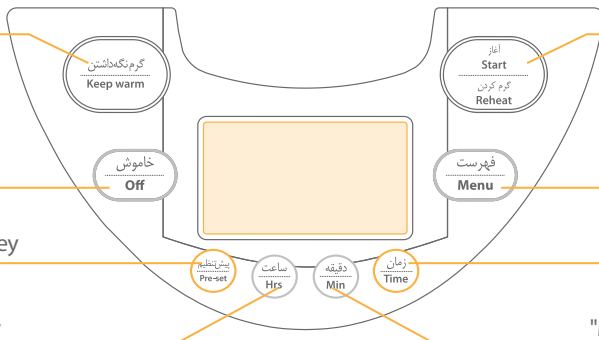 گرم نگه‌داشتن
Keep warm
آغاز
Start
گرم کردن
Reheat
خاموش
Off
فهرست
Menu
ey
پیش‌تنظیم
Pre-set
ساعت
Hrs
دقیقه
Min
زمان
Time